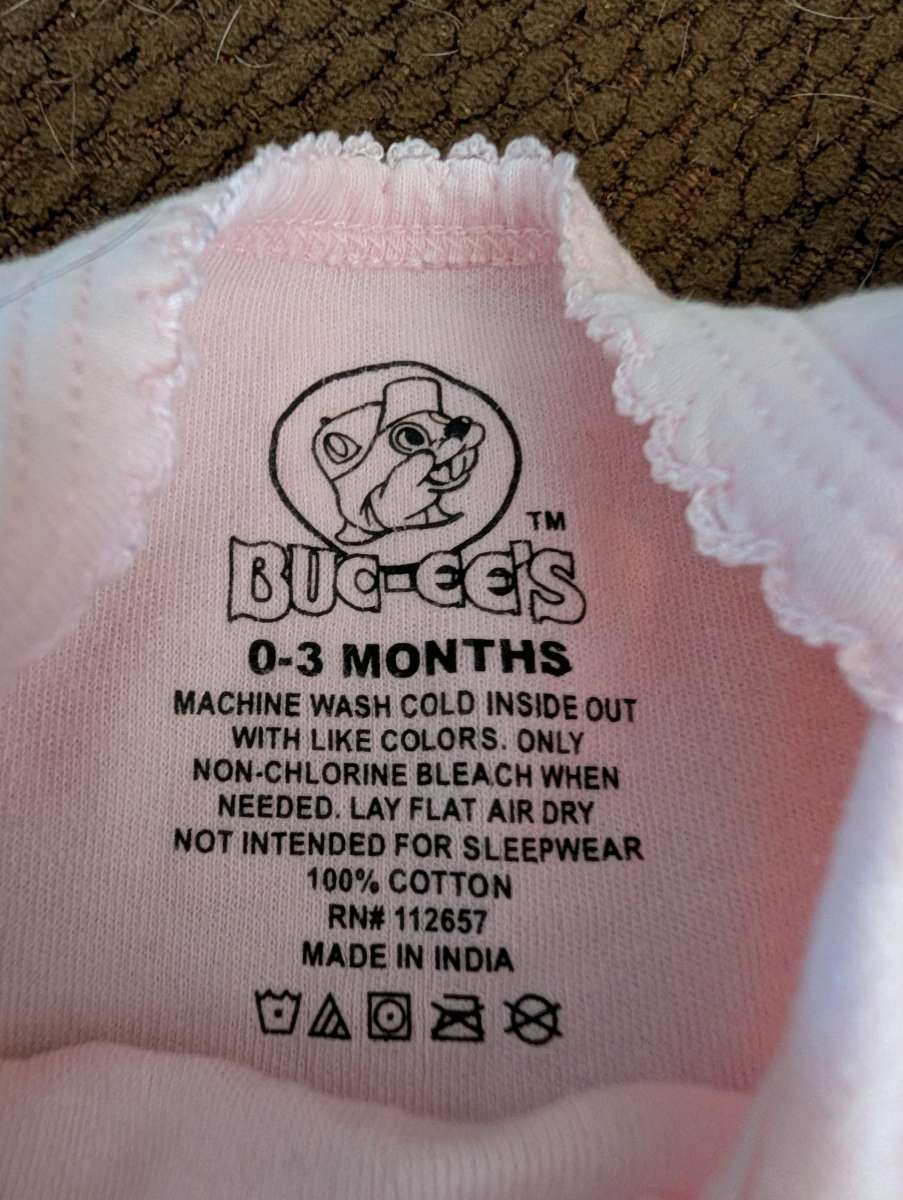 TM
BUC-EE'S
0-3 MONTHS
MACHINE WASH COLD INSIDE OUT
WITH LIKE COLORS. ONLY
NON-CHLORINE BLEACH WHEN
NEEDED. LAY FLAT AIR DRY
NOT INTENDED FOR SLEEPWEAR
100% COTTON
RN# 112657
MADE IN INDIA